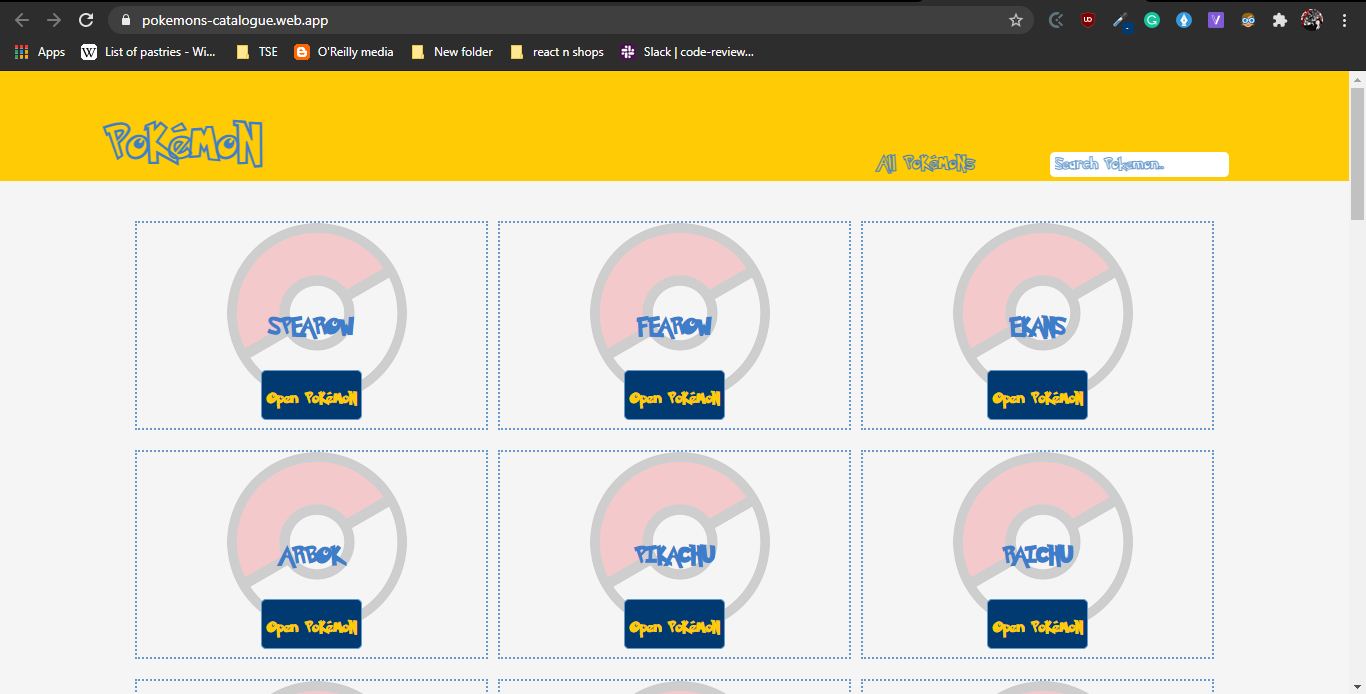 pokemons-catalogue.web.app
Apps
List of pastries - Wi...
TSE
O'Reilly media
New folder
react n shops
Slack | code-review...
PoKéMoN
All PoKéMoNs
Search Pokemon..
SPEAROW
FEAROW
EKANS
Open PoKéMoN
Open PoKéMoN
Open PoKéMoN
ARBOK
PIKACHU
RAICHU
Open PoKéMoN
Open PoKéMoN
Open PoKéMoN